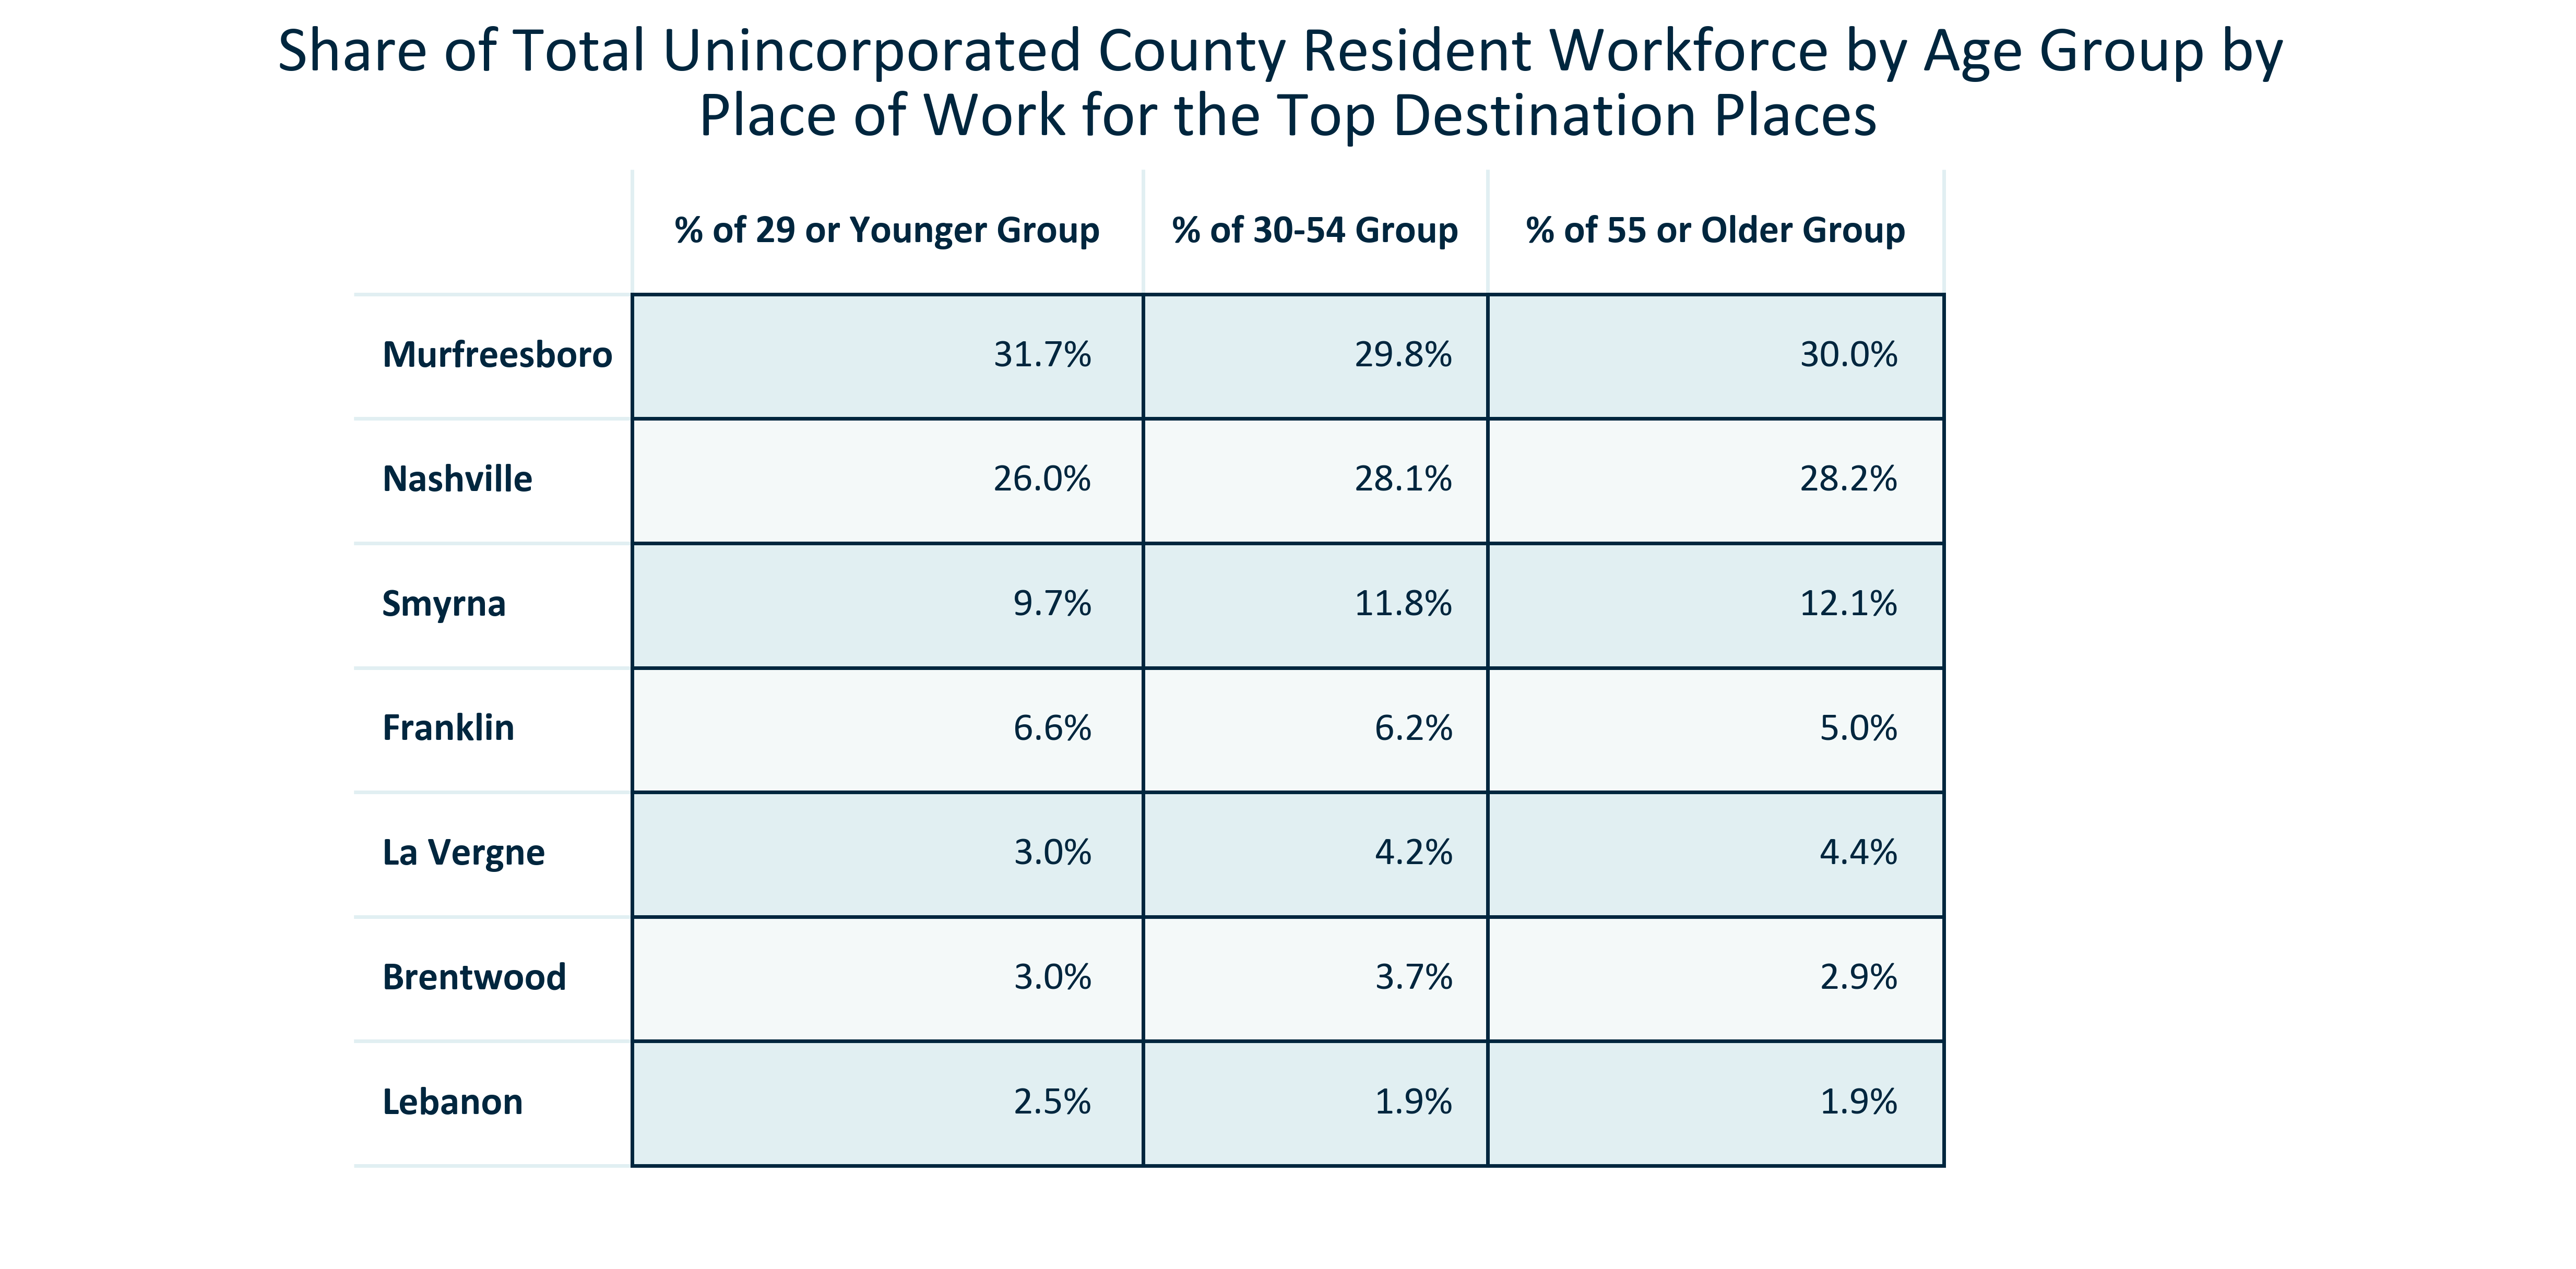 Share of Total Unincorporated County Resident Workforce by Age Group by
Place of Work for the Top Destination Places
% of 29 or Younger Group % of 30-54 Group % of 55 or Older Group
Murfreesboro 31.7% 29.8% 30.0%
Nashville 26.0% 28.1% 28.2%
Smyrna 9.7% 11.8% 12.1%
Franklin 6.6% 6.2% 5.0%
La Vergne 3.0% 4.2% 4.4%
Brentwood 3.0% 3.7% 2.9%
Lebanon 2.5% 1.9% 1.9%